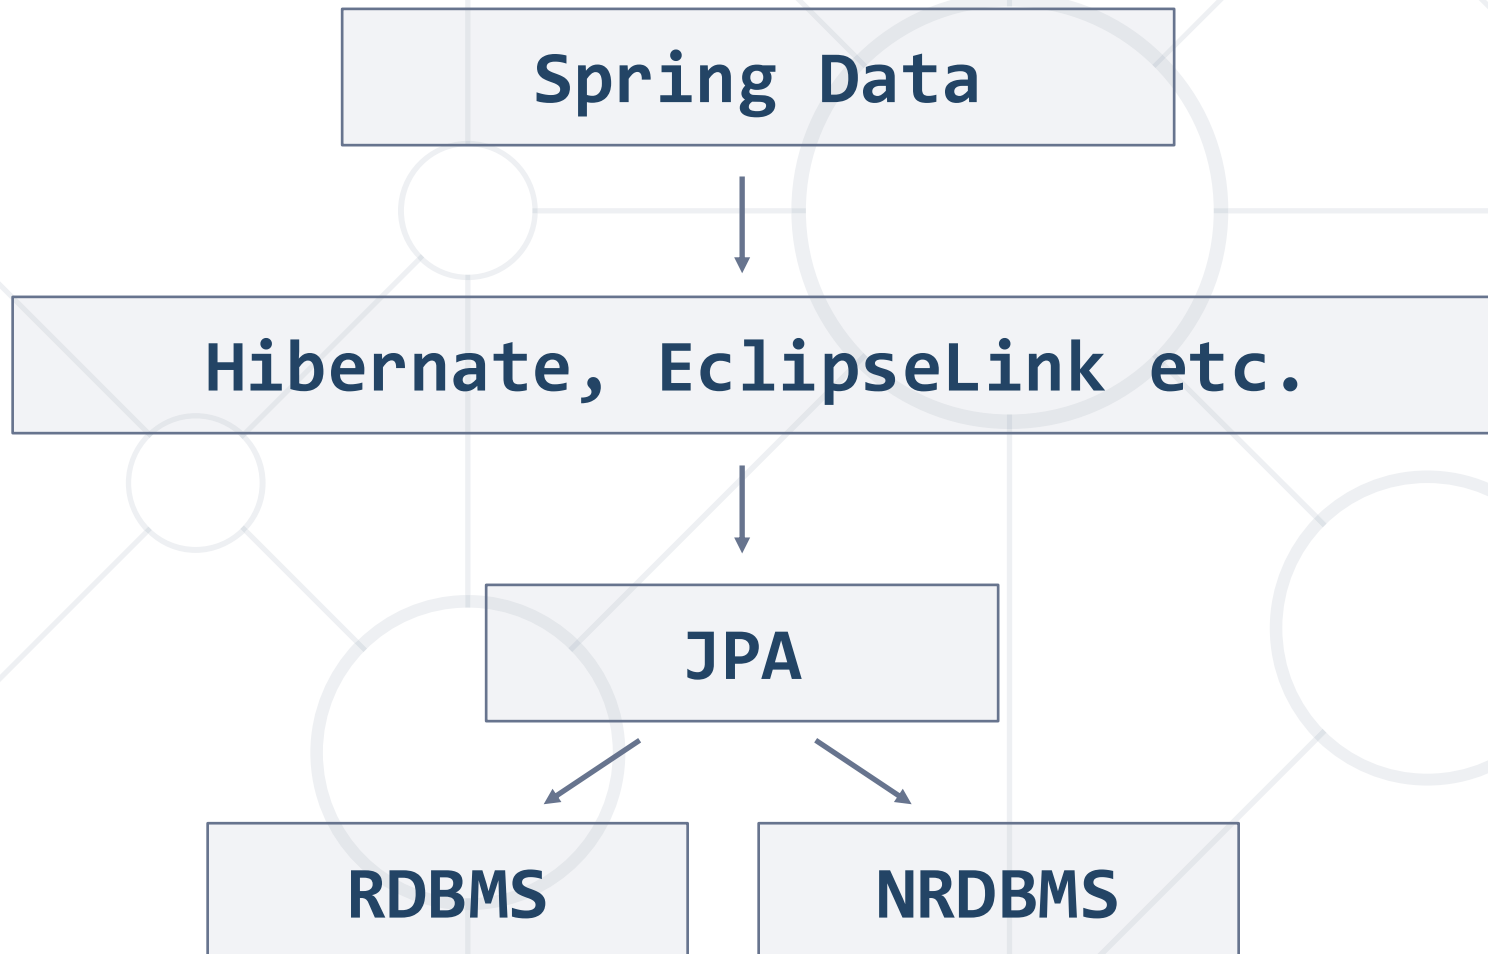 Spring Data
Hibernate, EclipseLink etc.
JPA
RDBMS
NRDBMS